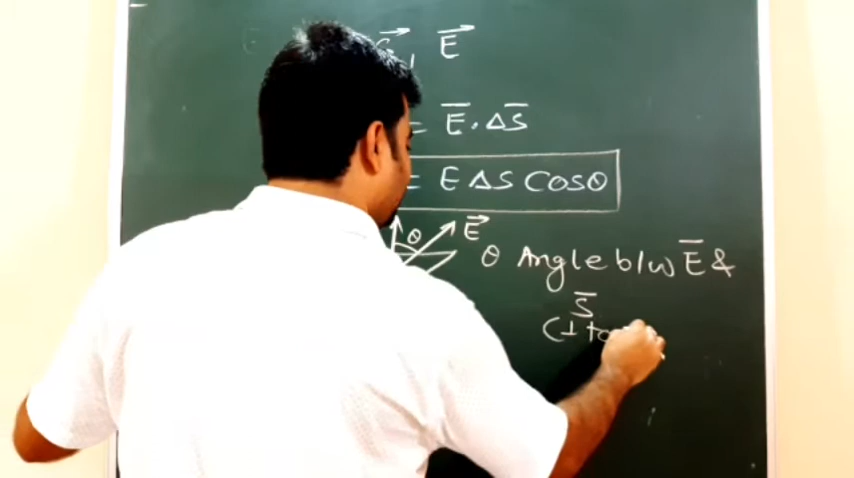 S⃗, E⃗
= E̅ . ΔS̅
= E ΔS Cosθ
θ E⃗
θ Angle b/w E̅ &
S̅
(⊥ to